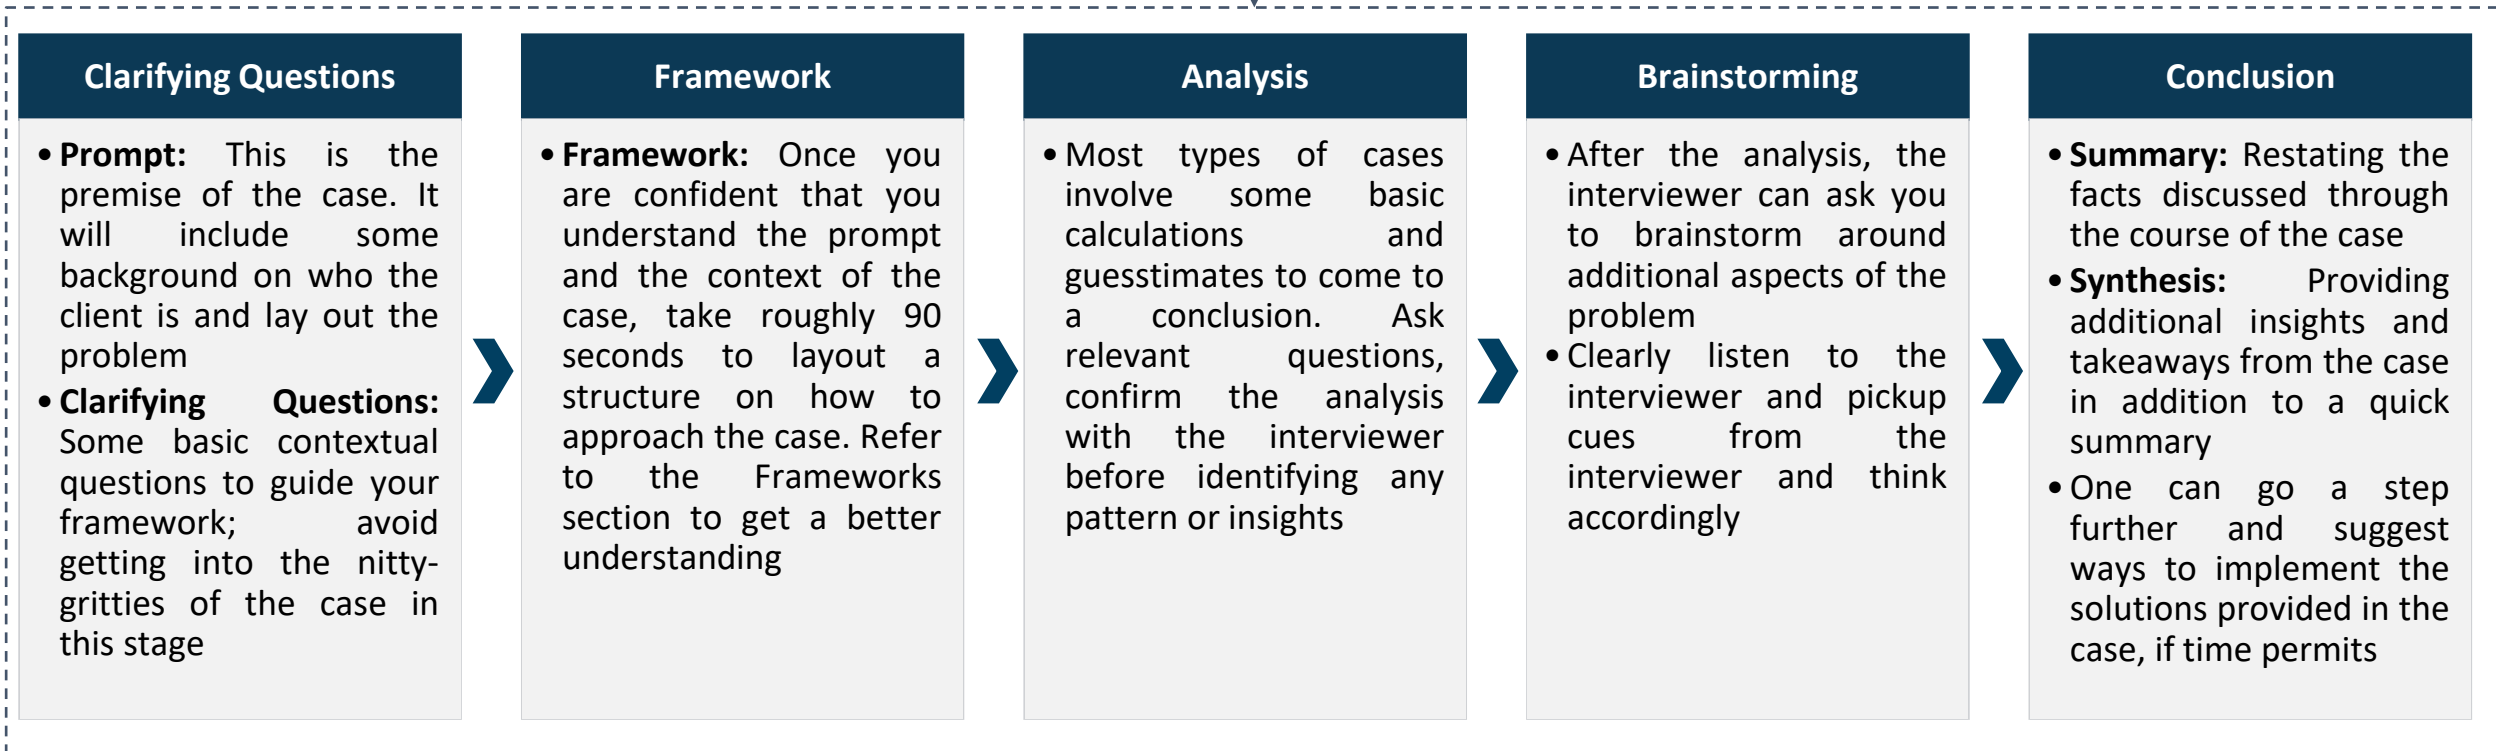 Clarifying Questions
• Prompt: This is the
premise of the case. It
will include some
background on who the
client is and lay out the
problem
• Clarifying Questions:
Some basic contextual
questions to guide your
framework; avoid
getting into the nitty-
gritties of the case in
this stage
Framework
• Framework: Once you
are confident that you
understand the prompt
and the context of the
case, take roughly 90
seconds to layout a
structure on how to
approach the case. Refer
to the Frameworks
section to get a better
understanding
Analysis
• Most types of cases
involve some basic
calculations and
guesstimates to come to
a conclusion. Ask
relevant questions,
confirm the analysis
with the interviewer
before identifying any
pattern or insights
Brainstorming
• After the analysis, the
interviewer can ask you
to brainstorm around
additional aspects of the
problem
• Clearly listen to the
interviewer and pickup
cues from the
interviewer and think
accordingly
Conclusion
• Summary: Restating the
facts discussed through
the course of the case
• Synthesis: Providing
additional insights and
takeaways from the case
in addition to a quick
summary
• One can go a step
further and suggest
ways to implement the
solutions provided in the
case, if time permits